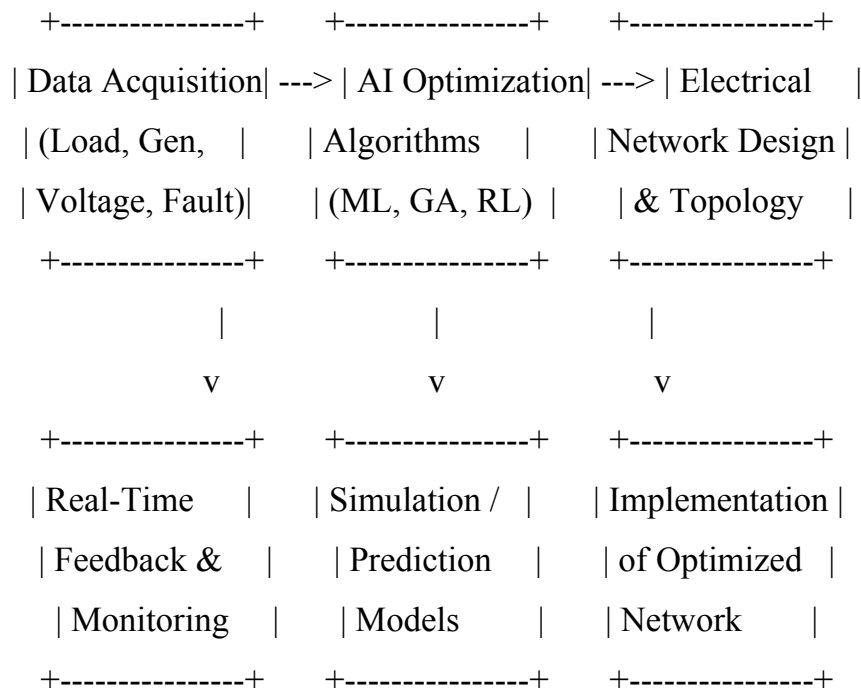 +----------------+ +----------------+ +----------------+
| Data Acquisition| ---> | AI Optimization| ---> | Electrical |
| (Load, Gen, | | Algorithms | | Network Design |
| Voltage, Fault)| | (ML, GA, RL) | | & Topology |
+----------------+ +----------------+ +----------------+
| | |
v v v
+----------------+ +----------------+ +----------------+
| Real-Time | | Simulation / | | Implementation |
| Feedback & | | Prediction | | of Optimized |
| Monitoring | | Models | | Network |
+----------------+ +----------------+ +----------------+